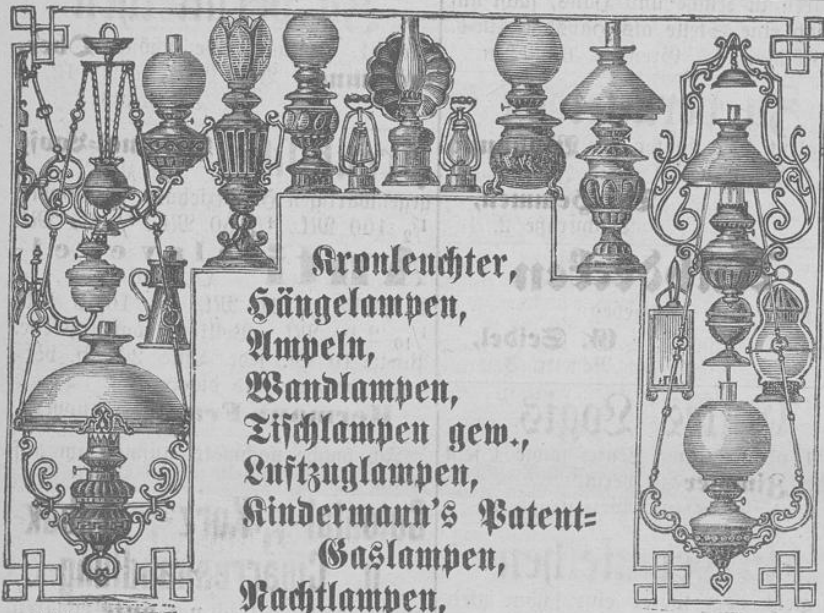 Kronleuchter,
Hängelampen,
Ampeln,
Wandlampen,
Tischlampen gew.,
Luftzuglampen,
Kindermann's Patent-
Gaslampen,
Nachtlampen,